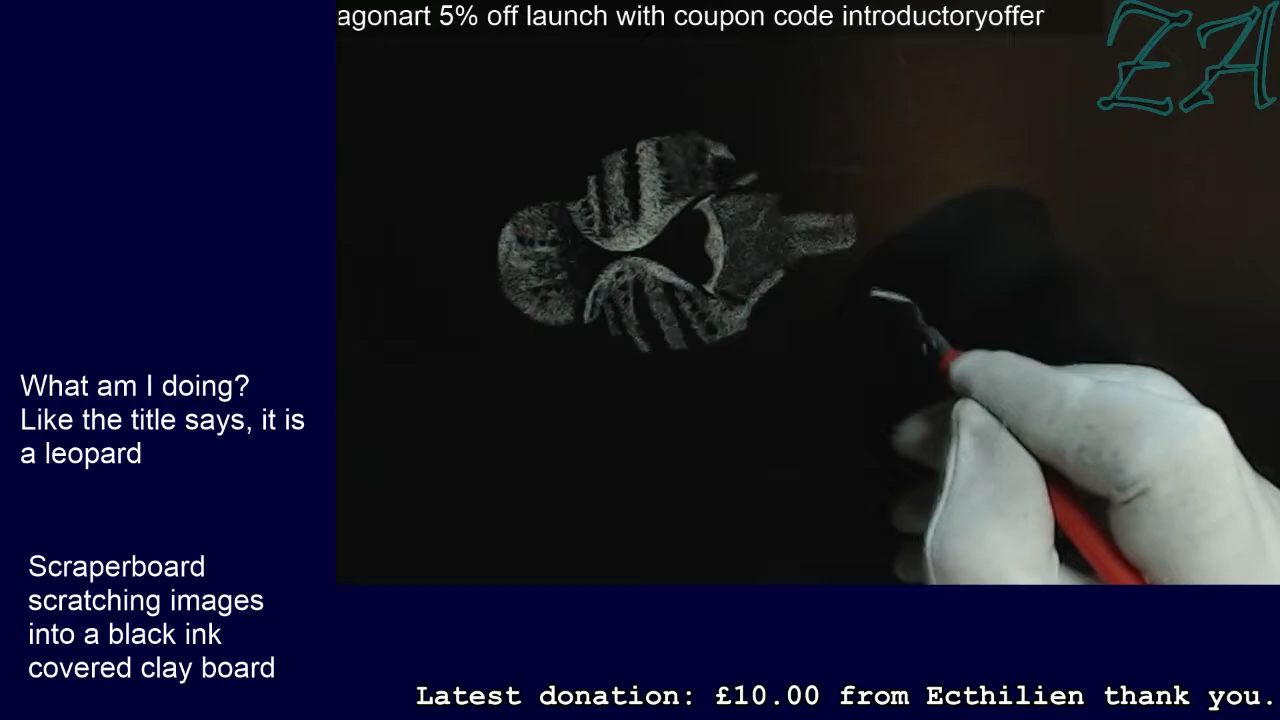 agonart 5% off launch with coupon code introductoryoffer
ZA
What am I doing?
Like the title says, it is
a leopard
Scraperboard
scratching images
into a black ink
covered clay board
Latest donation: £10.00 from Ecthilien thank you.